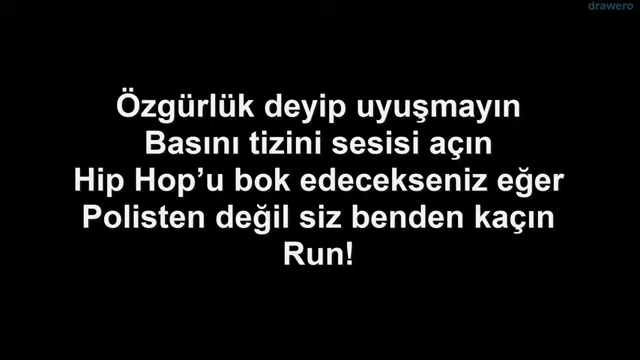 drawero
Özgürlük deyip uyuşmayın
Basını tizini sesisi açın
Hip Hop’u bok edecekseniz eğer
Polisten değil siz benden kaçın
Run!